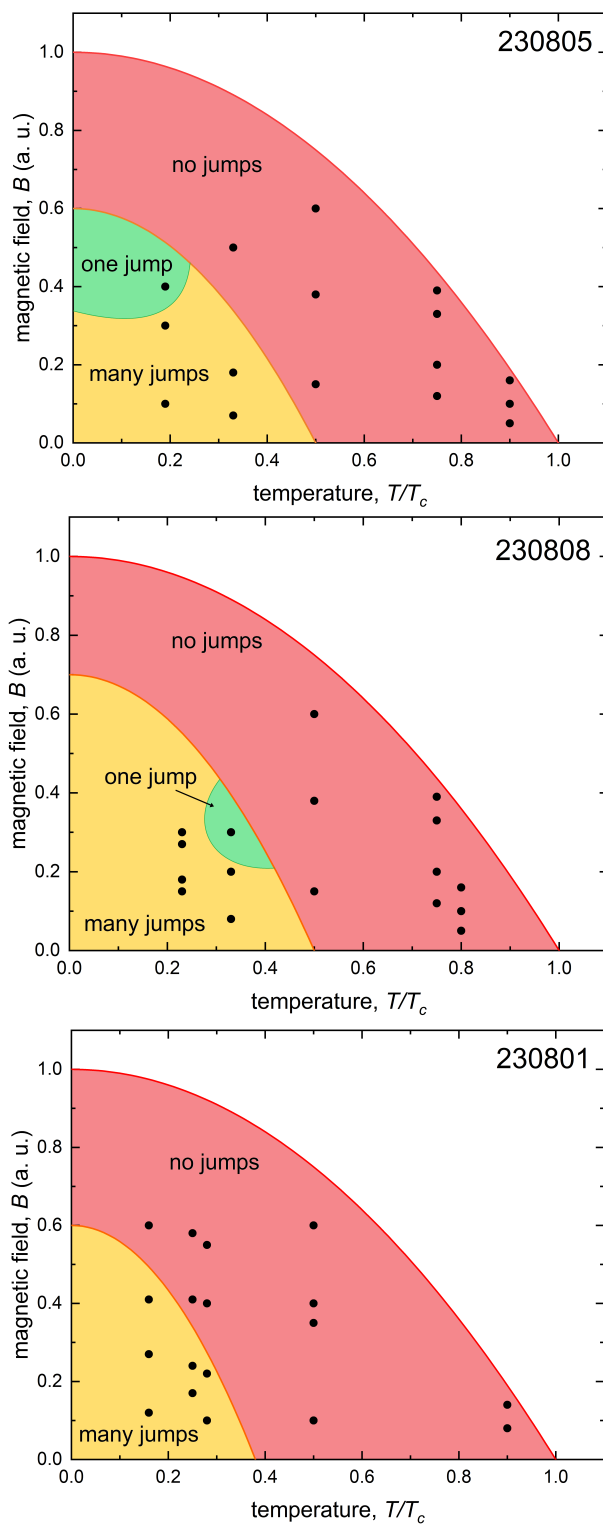 230805
1.0
0.8
0.6
0.4
0.2
0.0
magnetic field, B (a. u.)
no jumps
one jump
many jumps
0.0 0.2 0.4 0.6 0.8 1.0
temperature, T/Tc
230808
1.0
0.8
0.6
0.4
0.2
0.0
magnetic field, B (a. u.)
no jumps
one jump
many jumps
0.0 0.2 0.4 0.6 0.8 1.0
temperature, T/Tc
230801
1.0
0.8
0.6
0.4
0.2
0.0
magnetic field, B (a. u.)
no jumps
many jumps
0.0 0.2 0.4 0.6 0.8 1.0
temperature, T/Tc